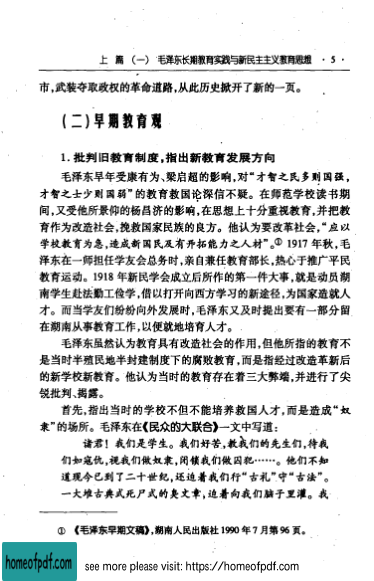 上 篇 (一) 毛泽东长期教育实践与新民主主义教育思想 · 5 ·
市,武装夺取政权的革命道路,从此历史掀开了新的一页。
(二)早期教育观
1. 批判旧教育制度,指出新教育发展方向
毛泽东早年受康有为、梁启超的影响,对“才智之民多则国强,
才智之士少则国弱”的教育救国论深信不疑。在师范学校读书期
间,又受他所景仰的杨昌济的影响,在思想上十分重视教育,并把教
育作为改造社会,挽救国家民族的良方。他认为要改革社会,“应以
学校教育为急,造成新国民及有开拓能力之人材”。① 1917 年秋,毛
泽东在一师担任学友会总务时,亲自兼任教育部长,热心于推广平民
教育运动。1918 年新民学会成立后所作的第一件大事,就是动员湖
南学生赴法勤工俭学,借以打开向西方学习的新途径,为国家造就人
才。而当学友们纷纷向外发展时,毛泽东又及时提出要有一部分留
在湖南从事教育工作,以便就地培育人才。
毛泽东虽然认为教育具有改造社会的作用,但他所指的教育不
是当时半殖民地半封建制度下的腐败教育,而是指经过改造革新后
的新学校新教育。他认为当时的教育存在着三大弊端,并进行了尖
锐批判、揭露。
首先,指出当时的学校不但不能培养救国人才,而是造成“奴
隶”的场所。毛泽东在《民众的大联合》一文中写道:
诸君!我们是学生。我们好苦,教我们的先生们,待我
们如寇仇,视我们做奴隶,闭锁我们做囚犯……。他们不知
道现今已到了二十世纪,还迫着我们行“古礼”守“古法”。
一大堆古典式死尸式的臭文章,迫着向我们脑子里灌。我
① 《毛泽东早期文稿》,湖南人民出版社 1990 年 7 月第 96 页。
homeofpdf.com
see more please visit: https://homeofpdf.com